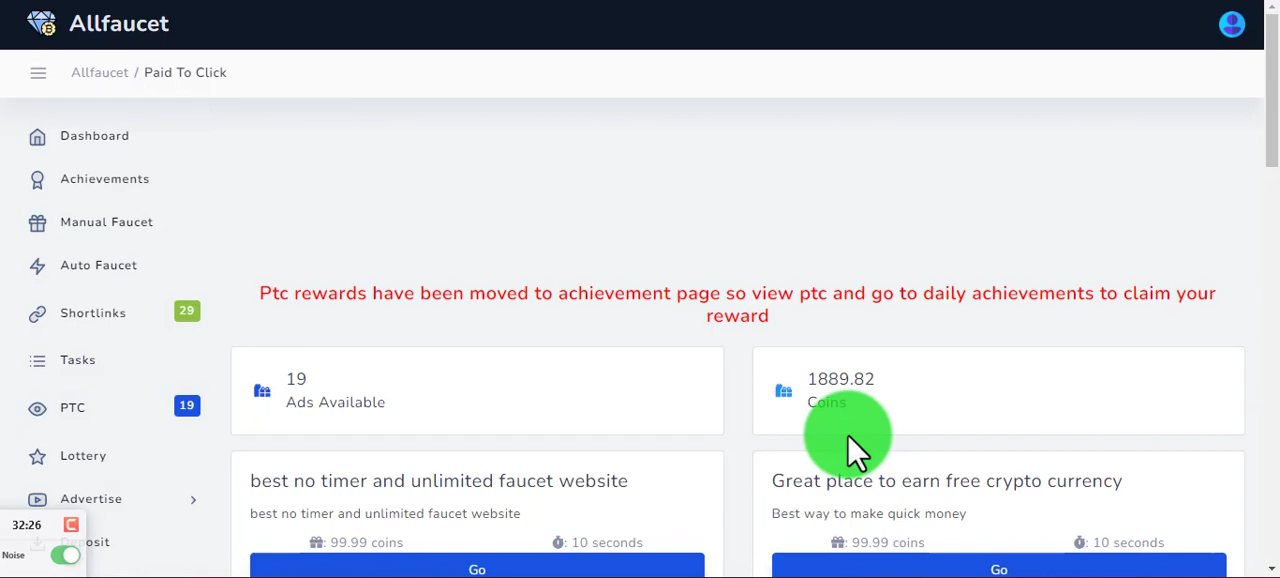 Allfaucet
Allfaucet / Paid To Click
Dashboard
Achievements
Manual Faucet
Auto Faucet
Shortlinks 29
Tasks
PTC 19
Lottery
Advertise
Deposit
32:26
Noise
Ptc rewards have been moved to achievement page so view ptc and go to daily achievements to claim your
reward
19
Ads Available
1889.82
Coins
best no timer and unlimited faucet website
best no timer and unlimited faucet website
: 99.99 coins : 10 seconds
Go
Great place to earn free crypto currency
Best way to make quick money
: 99.99 coins : 10 seconds
Go